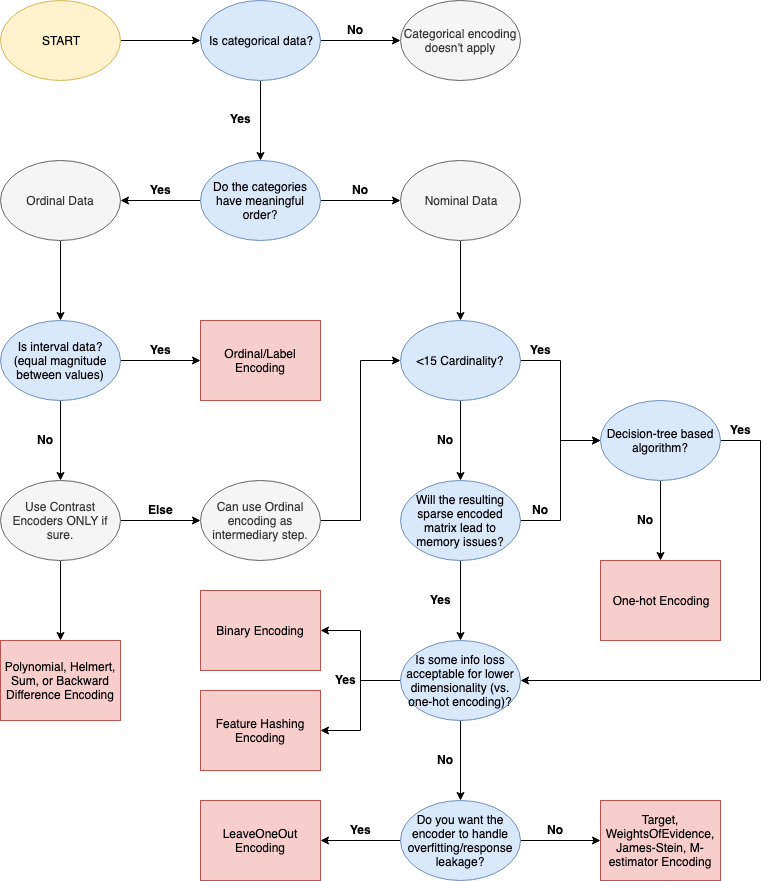 START
Is categorical data?
No
Categorical encoding
doesn't apply
Yes
Ordinal Data
Yes
Do the categories
have meaningful
order?
No
Nominal Data
Is interval data?
(equal magnitude
between values)
Yes
Ordinal/Label
Encoding
<15 Cardinality?
Yes
No
No
Decision-tree based
algorithm?
Yes
Use Contrast
Encoders ONLY if
sure.
Else
Can use Ordinal
encoding as
intermediary step.
Will the resulting
sparse encoded
matrix lead to
memory issues?
No
No
One-hot Encoding
Yes
Binary Encoding
Polynomial, Helmert,
Sum, or Backward
Difference Encoding
Yes
Is some info loss
acceptable for lower
dimensionality (vs.
one-hot encoding)?
Feature Hashing
Encoding
No
LeaveOneOut
Encoding
Yes
Do you want the
encoder to handle
overfitting/response
leakage?
No
Target,
WeightsOfEvidence,
James-Stein, M-
estimator Encoding